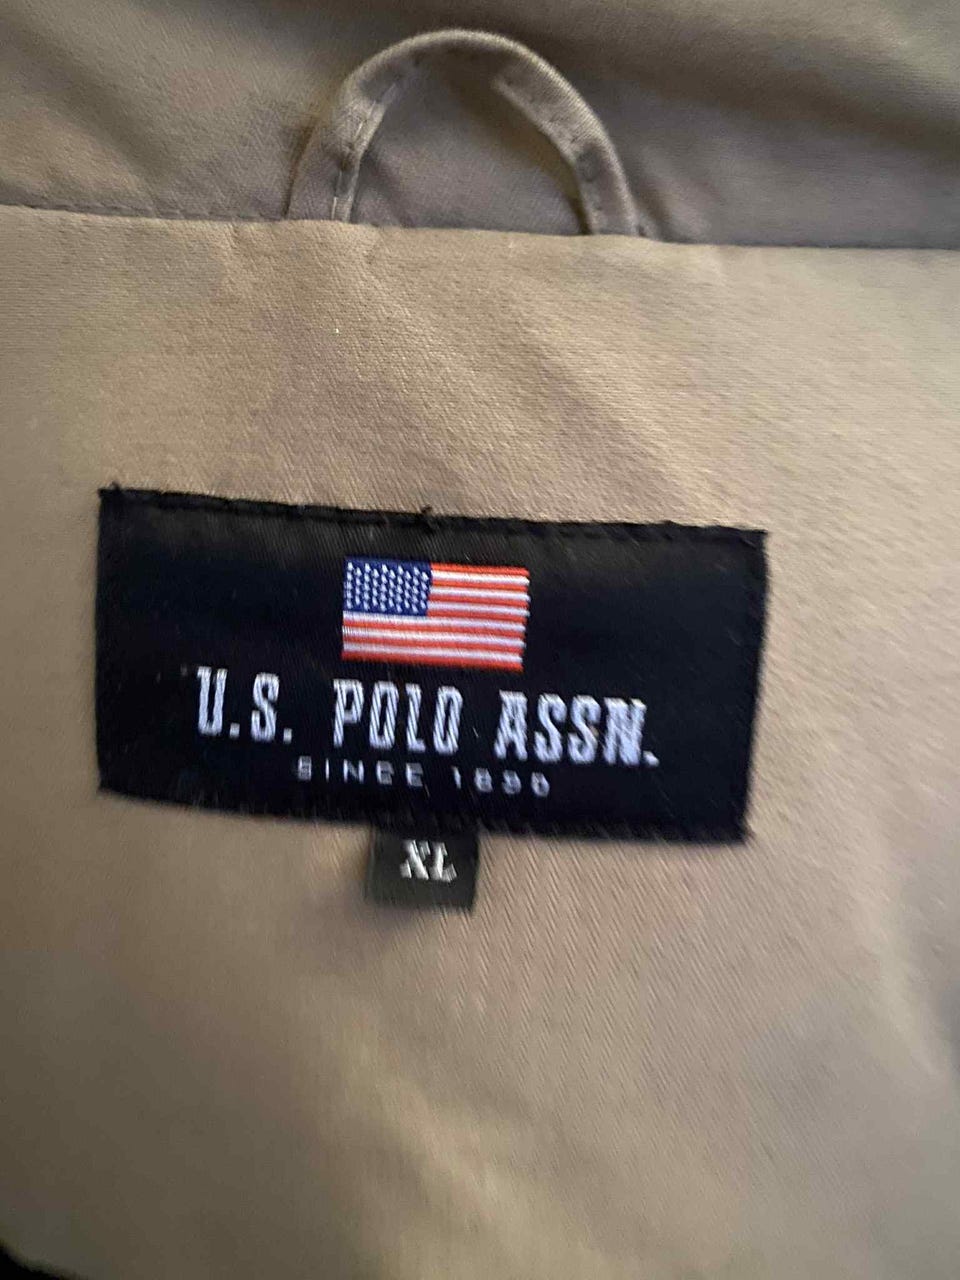 U.S. POLO ASSN.
SINCE 1890
XL